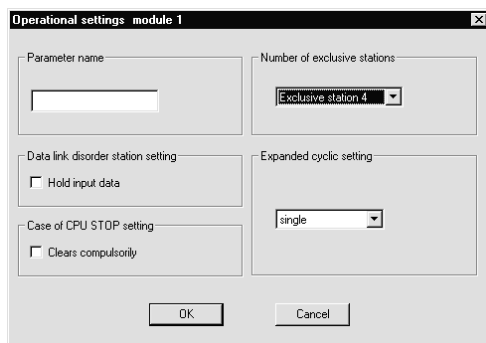 Operational settings module 1
Parameter name
Number of exclusive stations
Exclusive station 4
Data link disorder station setting
Hold input data
Expanded cyclic setting
single
Case of CPU STOP setting
Clears compulsorily
OK
Cancel